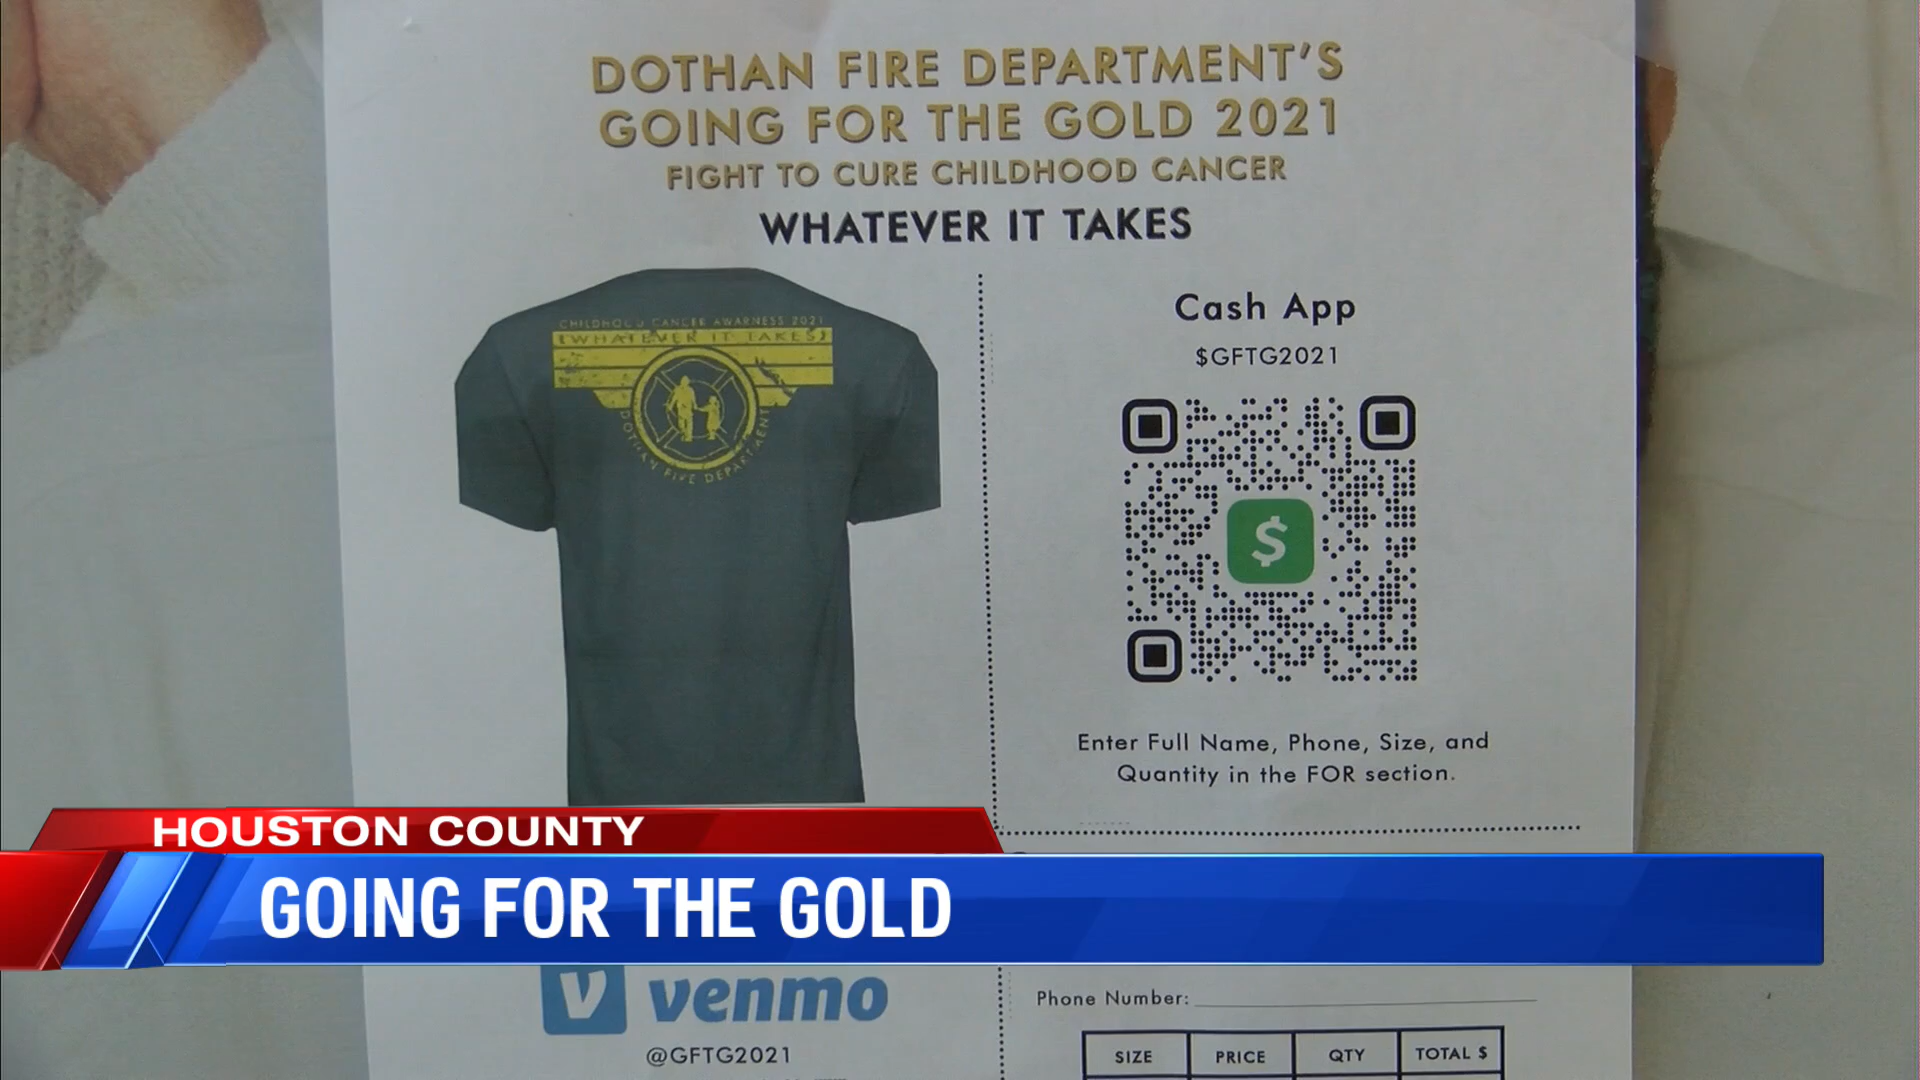 DOTHAN FIRE DEPARTMENT'S
GOING FOR THE GOLD 2021
FIGHT TO CURE CHILDHOOD CANCER
WHATEVER IT TAKES
CHILDHOOD CANCER AWARNESS 2021
[WHATEVER IT TAKES]
DOTHAN FIRE DEPARTMENT
Cash App
$GFTG2021
$
Enter Full Name, Phone, Size, and
Quantity in the FOR section.
HOUSTON COUNTY
GOING FOR THE GOLD
V venmo
@GFTG2021
Phone Number:
SIZE PRICE QTY TOTAL $